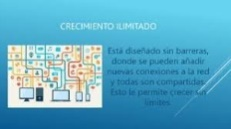 CRECIMIENTO ILIMITADO
Está diseñado sin barreras,
donde se pueden añadir
nuevas conexiones a la red
y todas son compartidas.
Esto le permite crecer sin
límites.